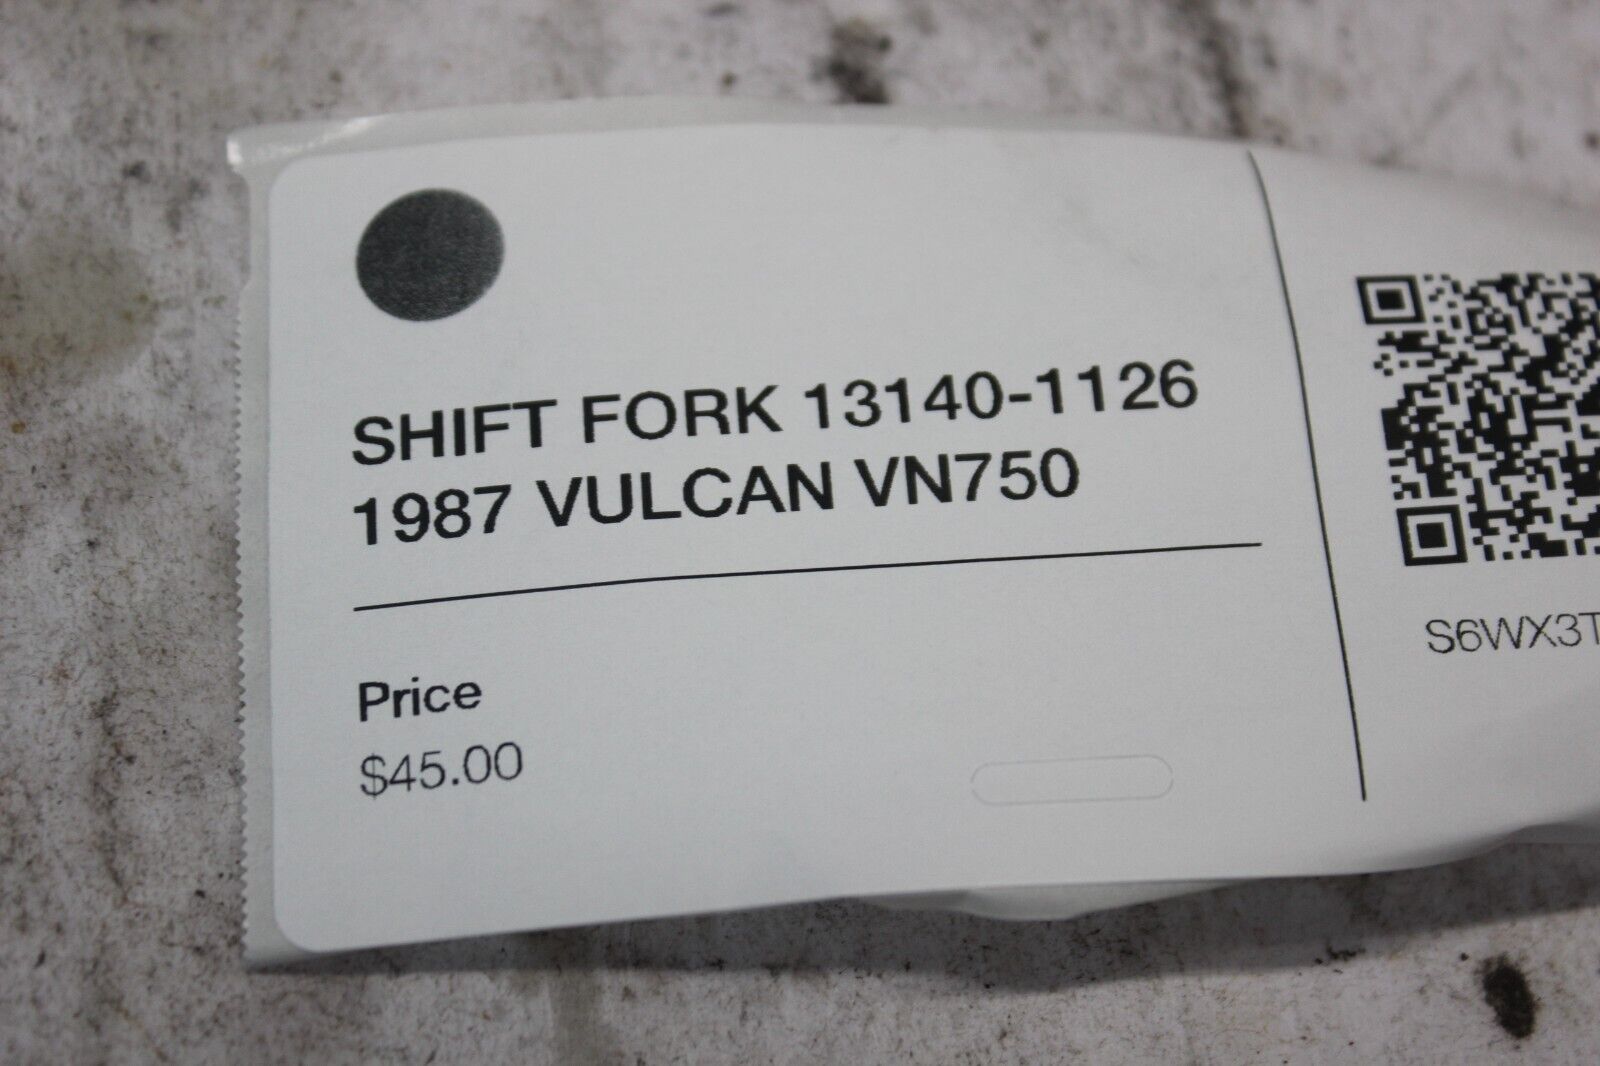 SHIFT FORK 13140-1126
1987 VULCAN VN750
Price
$45.00
S6WX3T